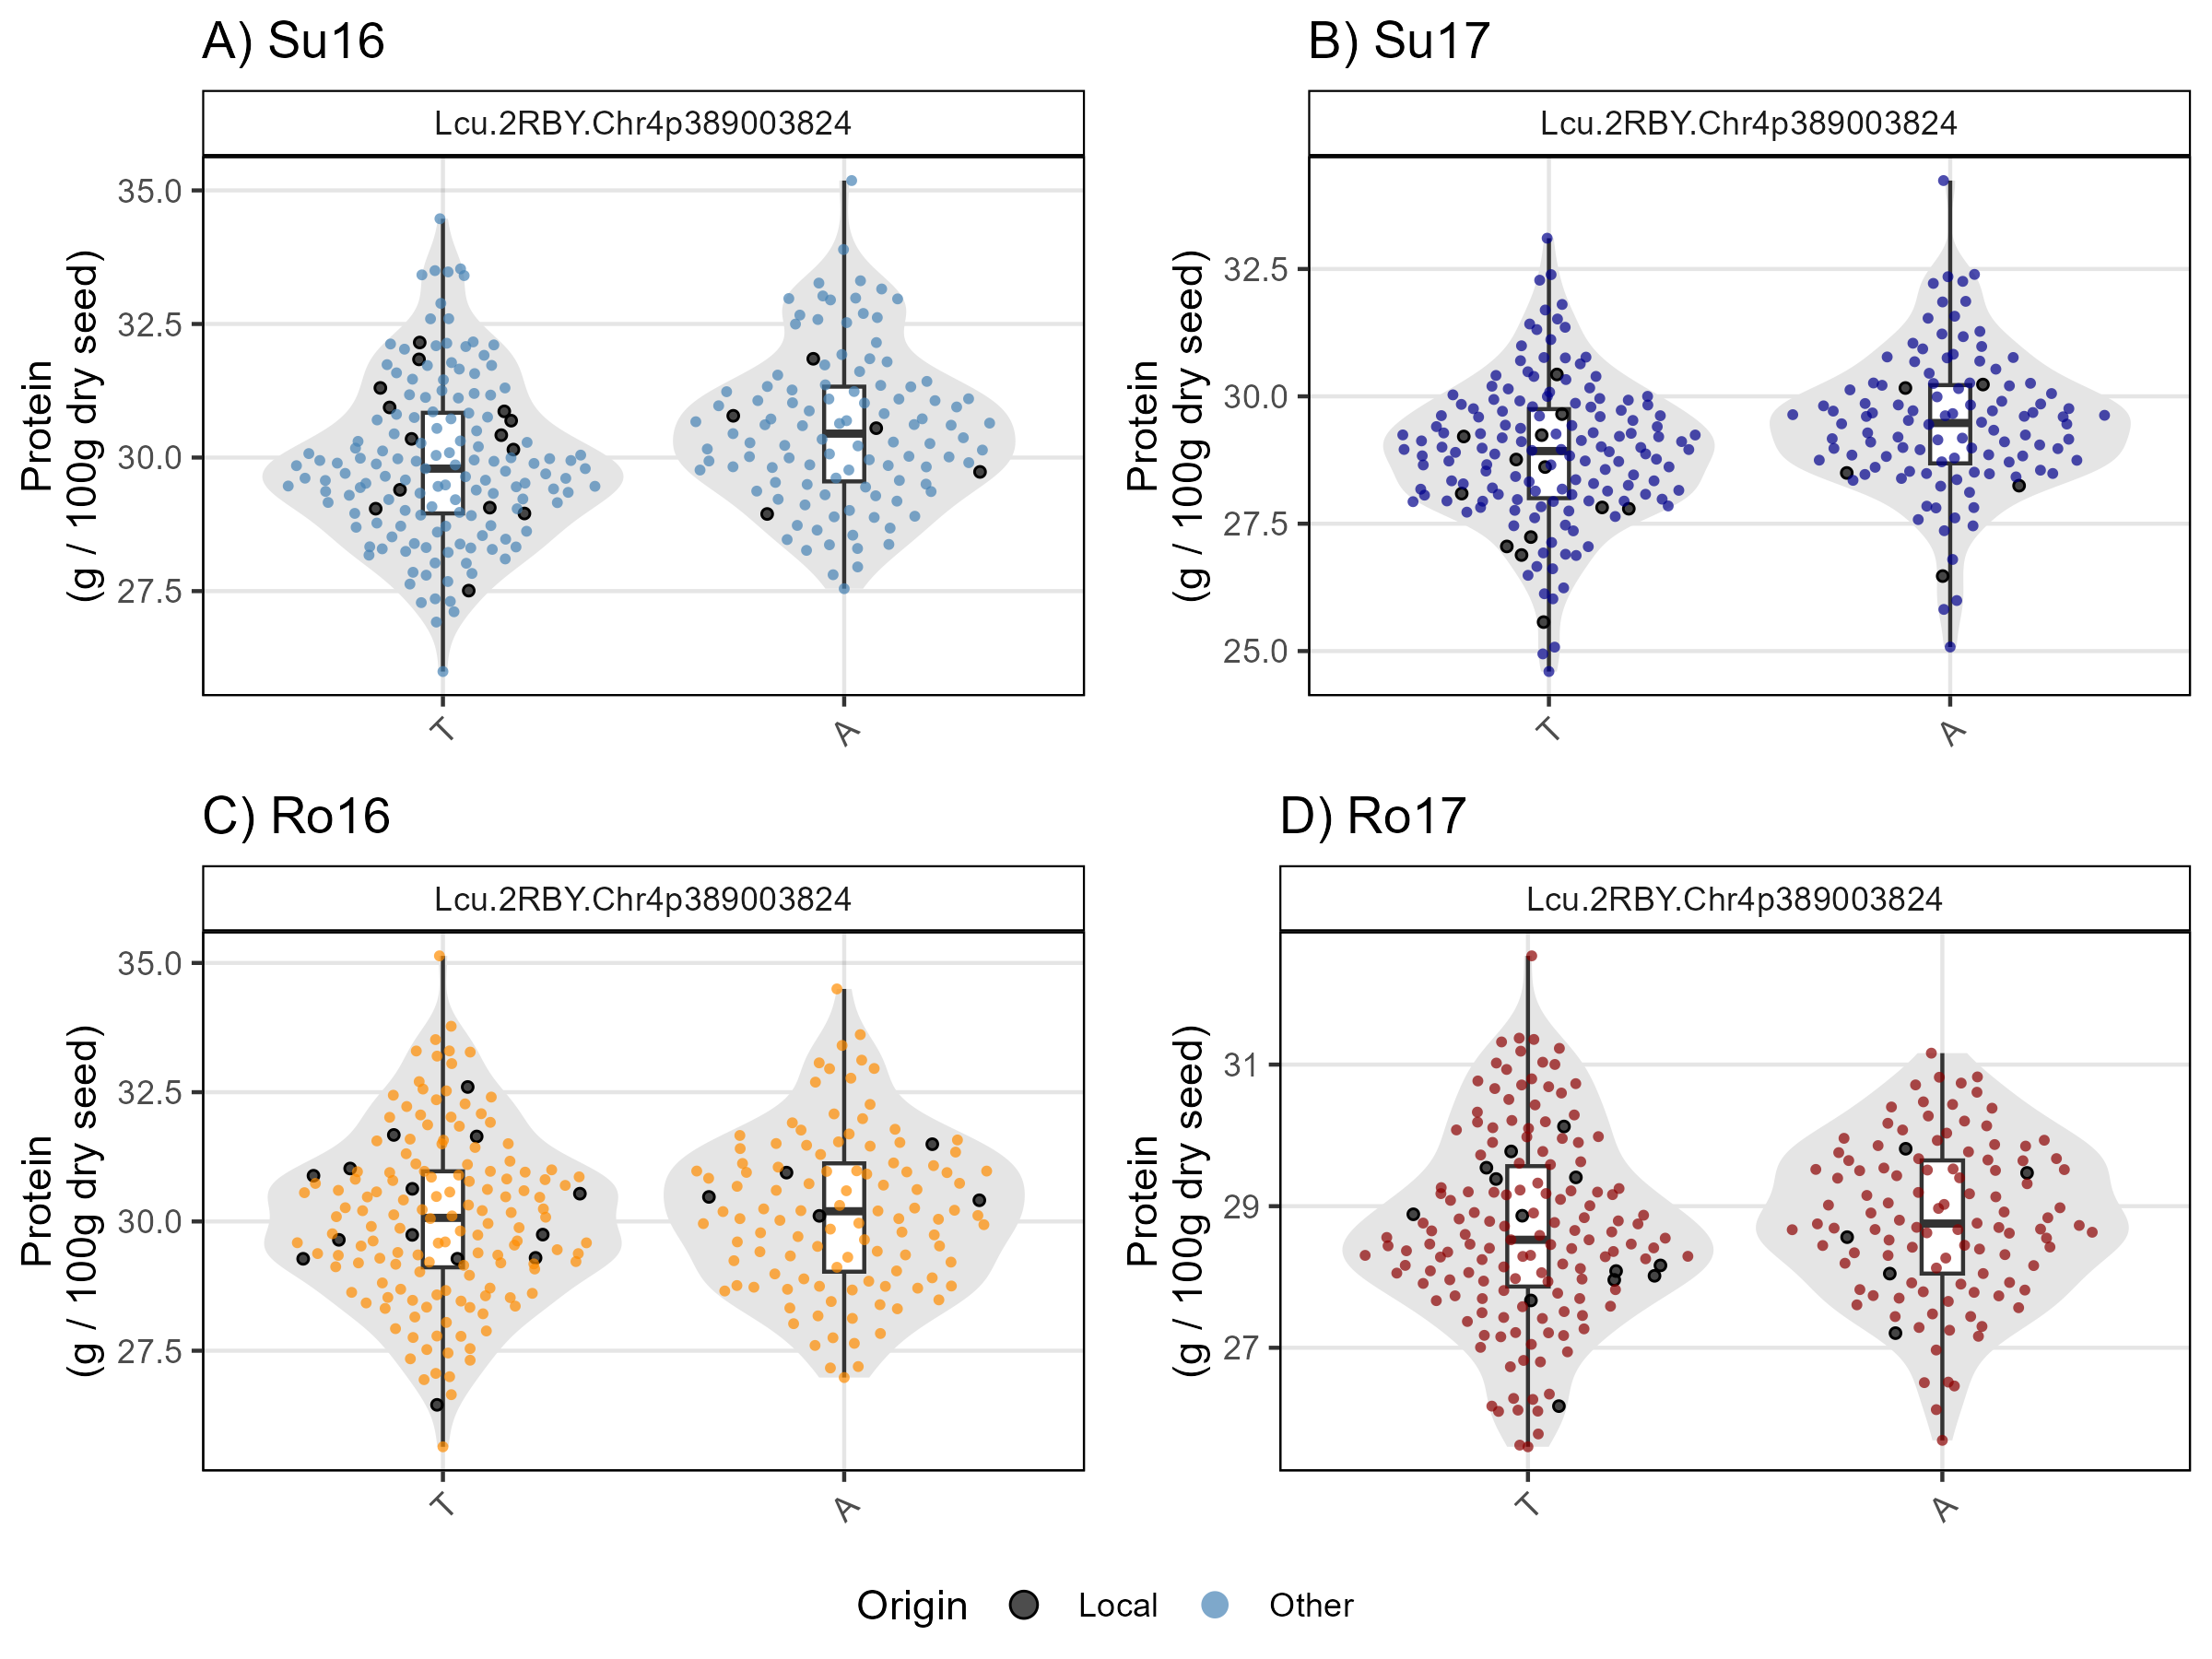 A) Su16
Lcu.2RBY.Chr4p389003824
Protein
(g / 100g dry seed)
35.0
32.5
30.0
27.5
T
A
B) Su17
Lcu.2RBY.Chr4p389003824
Protein
(g / 100g dry seed)
32.5
30.0
27.5
25.0
T
A
C) Ro16
Lcu.2RBY.Chr4p389003824
Protein
(g / 100g dry seed)
35.0
32.5
30.0
27.5
T
A
D) Ro17
Lcu.2RBY.Chr4p389003824
Protein
(g / 100g dry seed)
31
29
27
T
A
Origin Local Other